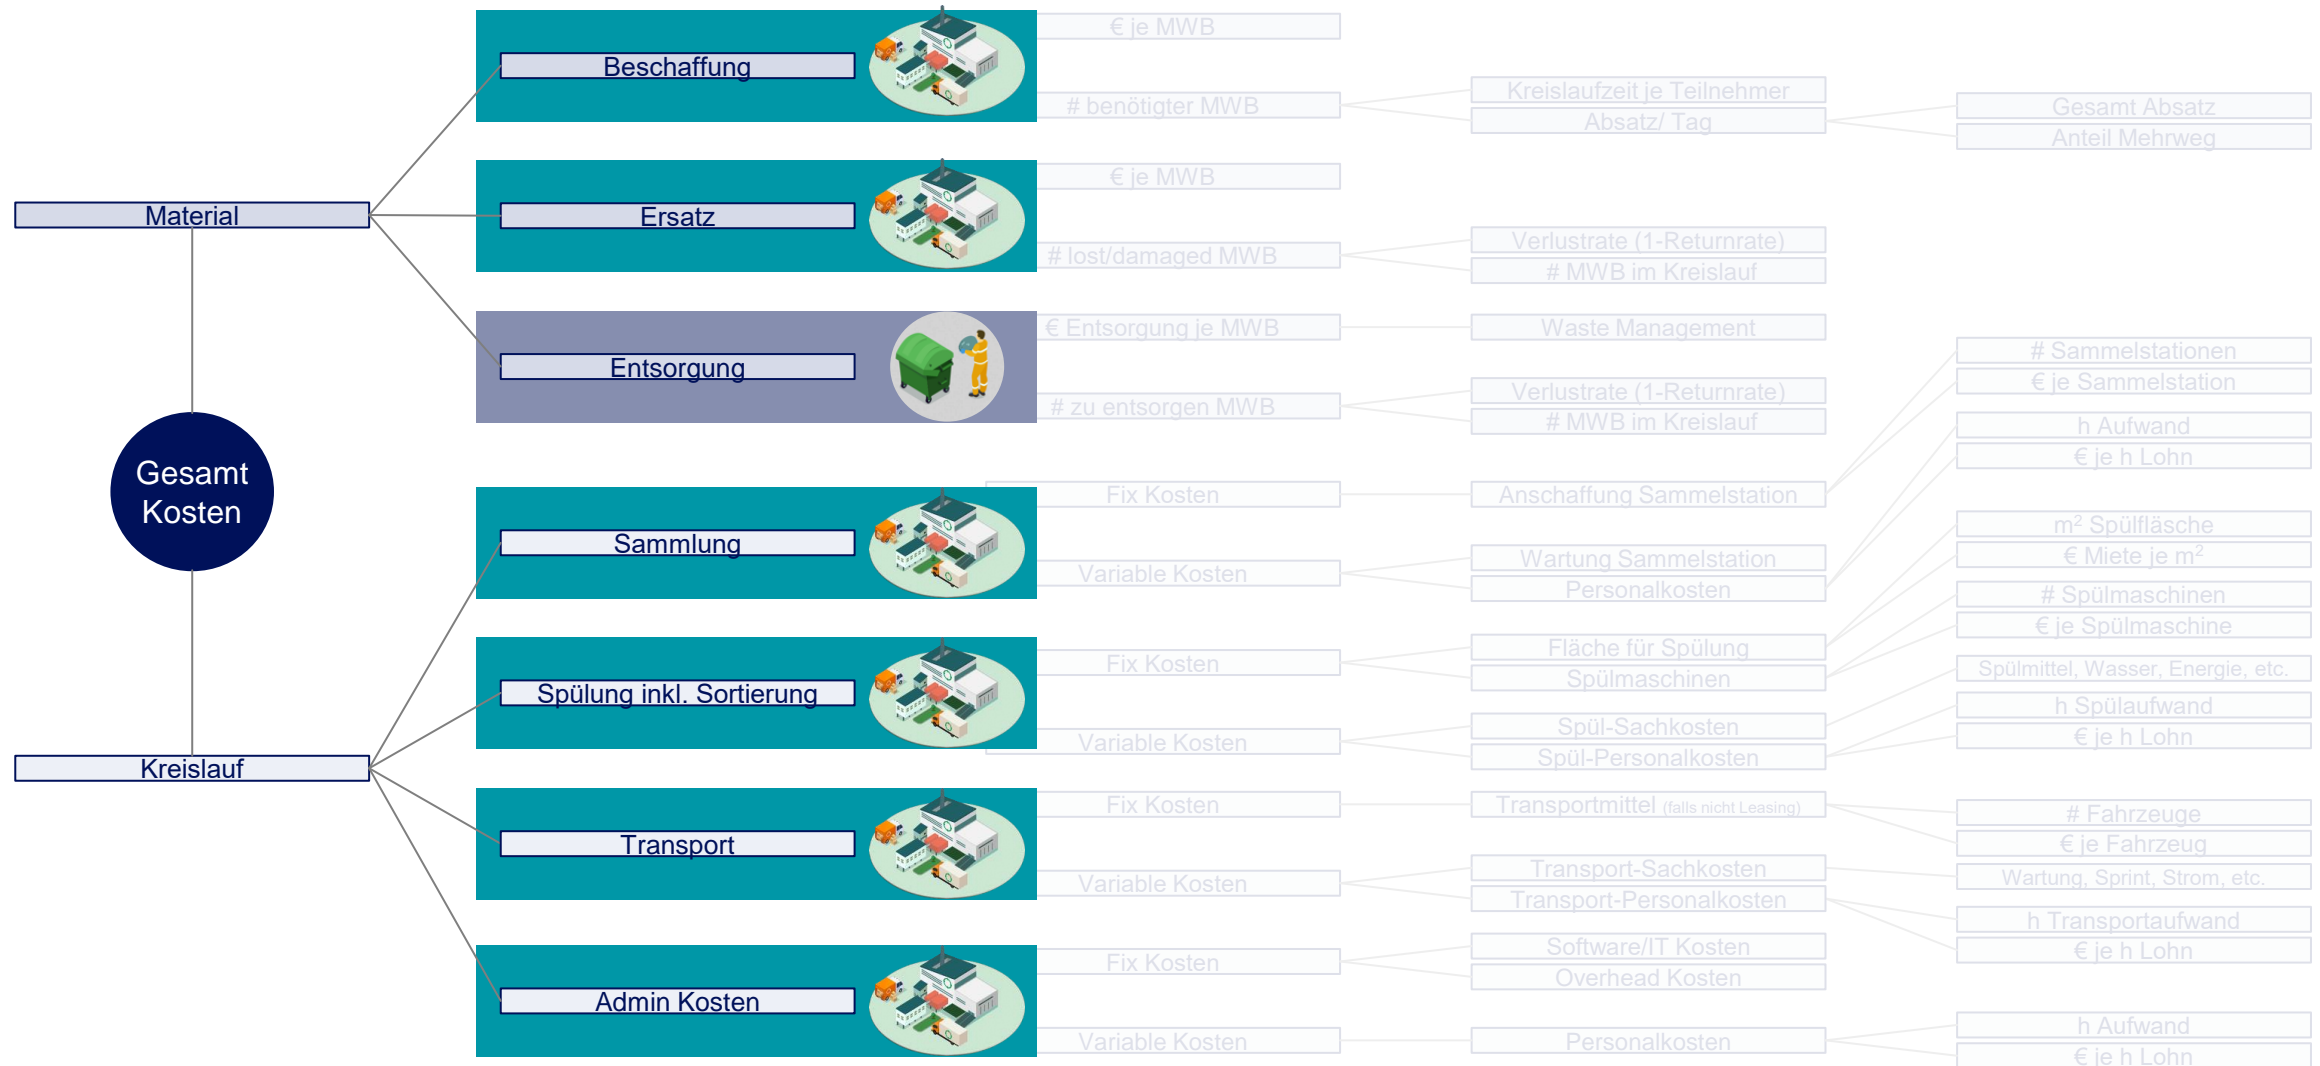 Gesamt
Kosten
Material
Beschaffung
€ je MWB
# benötigter MWB
Kreislaufzeit je Teilnehmer
Absatz/ Tag
Gesamt Absatz
Anteil Mehrweg
Ersatz
€ je MWB
# lost/damaged MWB
Verlustrate (1-Returnrate)
# MWB im Kreislauf
Entsorgung
€ Entsorgung je MWB
Waste Management
# zu entsorgen MWB
Verlustrate (1-Returnrate)
# MWB im Kreislauf
Kreislauf
Sammlung
Fix Kosten
Anschaffung Sammelstation
# Sammelstationen
€ je Sammelstation
Variable Kosten
Wartung Sammelstation
Personalkosten
h Aufwand
€ je h Lohn
Spülung inkl. Sortierung
Fix Kosten
Fläche für Spülung
m² Spülfläsche
€ Miete je m²
Spülmaschinen
# Spülmaschinen
€ je Spülmaschine
Variable Kosten
Spül-Sachkosten
Spülmittel, Wasser, Energie, etc.
Spül-Personalkosten
h Spülaufwand
€ je h Lohn
Transport
Fix Kosten
Transportmittel (falls nicht Leasing)
# Fahrzeuge
€ je Fahrzeug
Variable Kosten
Transport-Sachkosten
Wartung, Sprint, Strom, etc.
Transport-Personalkosten
h Transportaufwand
€ je h Lohn
Admin Kosten
Fix Kosten
Software/IT Kosten
Overhead Kosten
Variable Kosten
Personalkosten
h Aufwand
€ je h Lohn